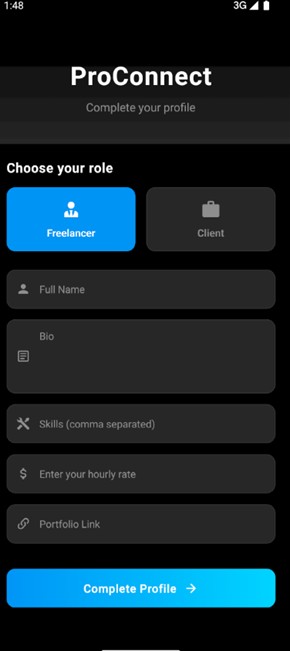 1:48
3G
ProConnect
Complete your profile
Choose your role
Freelancer
Client
Full Name
Bio
Skills (comma separated)
$ Enter your hourly rate
Portfolio Link
Complete Profile →